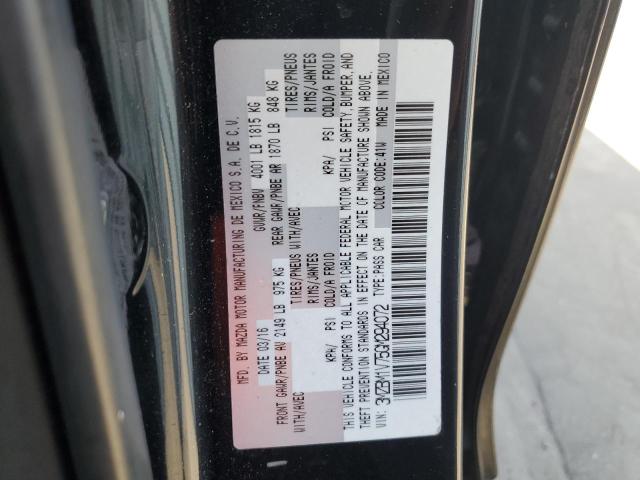 MFD. BY MAZDA MOTOR MANUFACTURING DE MEXICO S.A. DE C.V.
DATE 03/16 GVWR/PNBV 4001 LB 1815 KG
FRONT GAWR/PNBE AV 2149 LB 975 KG REAR GAWR/PNBE AR 1870 LB 848 KG
WITH/AVEC TIRES/PNEUS WITH/AVEC TIRES/PNEUS
RIMS/JANTES RIMS/JANTES
KPA/ PSI COLD/A FROID KPA/ PSI COLD/A FROID
THIS VEHICLE CONFORMS TO ALL APPLICABLE FEDERAL MOTOR VEHICLE SAFETY, BUMPER, AND
THEFT PREVENTION STANDARDS IN EFFECT ON THE DATE OF MANUFACTURE SHOWN ABOVE.
VIN: 3MZBM1V75GM294072 TYPE:PASS CAR COLOR CODE:41W MADE IN MEXICO